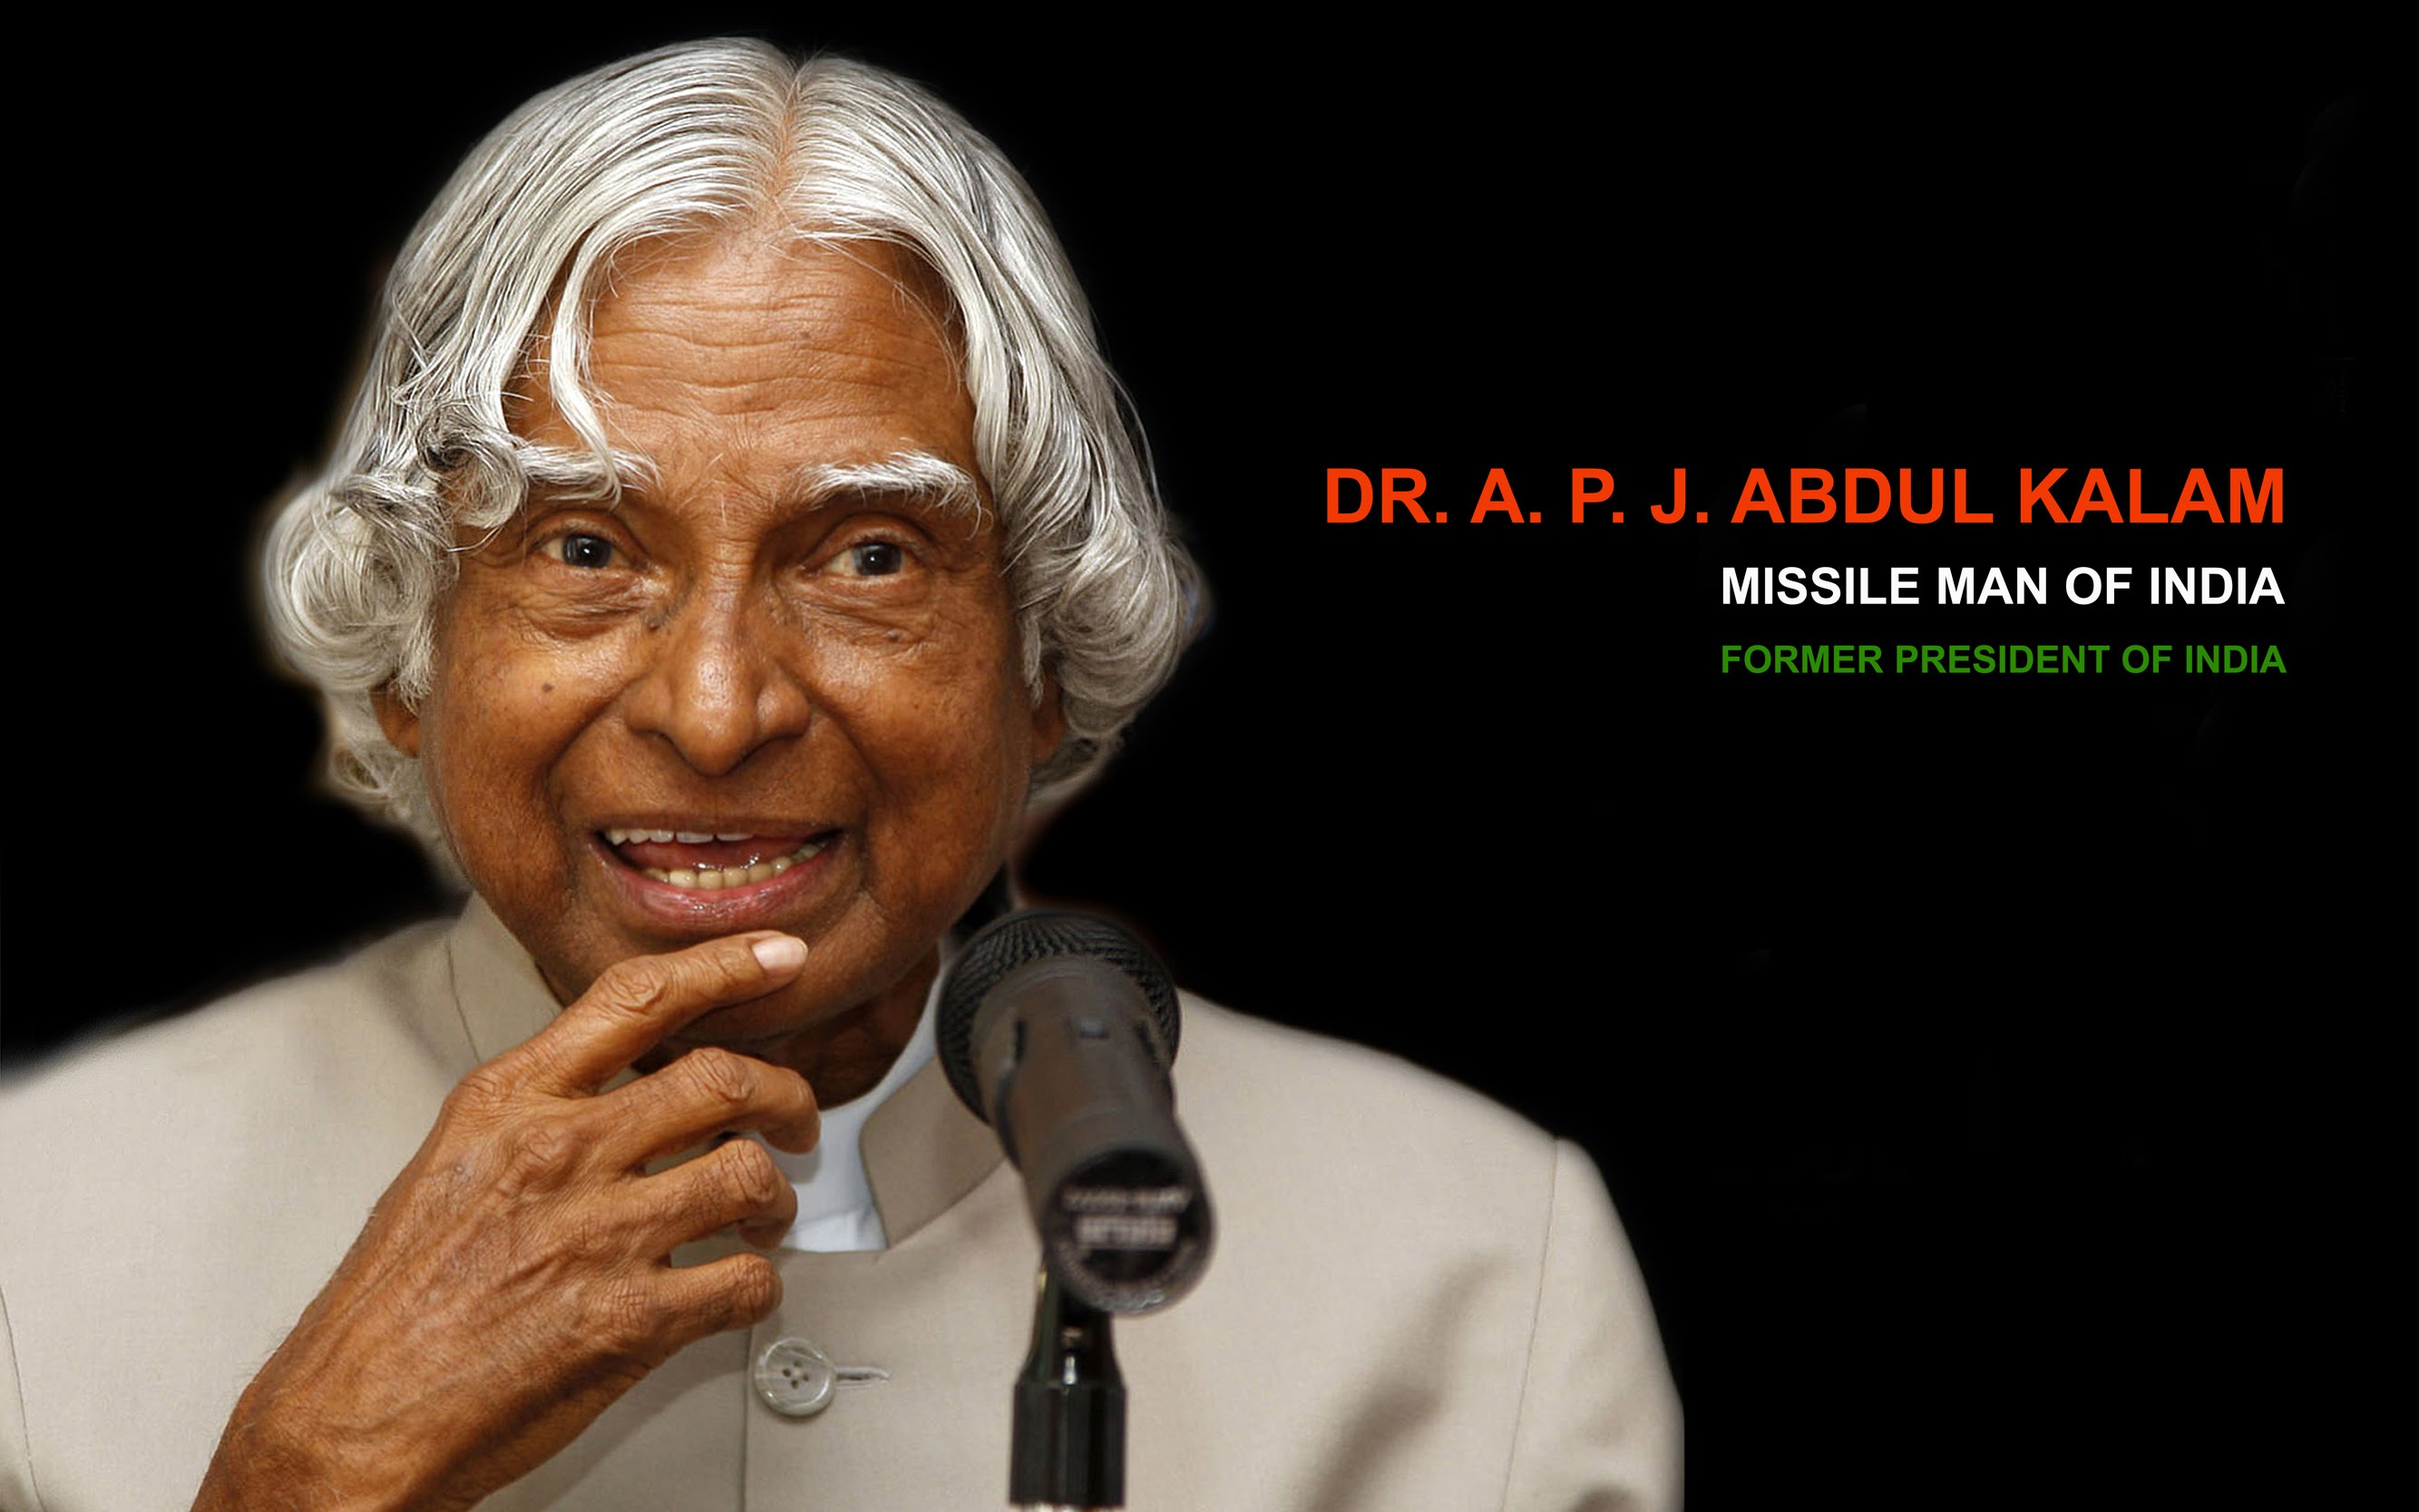 DR. A. P. J. ABDUL KALAM
MISSILE MAN OF INDIA
FORMER PRESIDENT OF INDIA